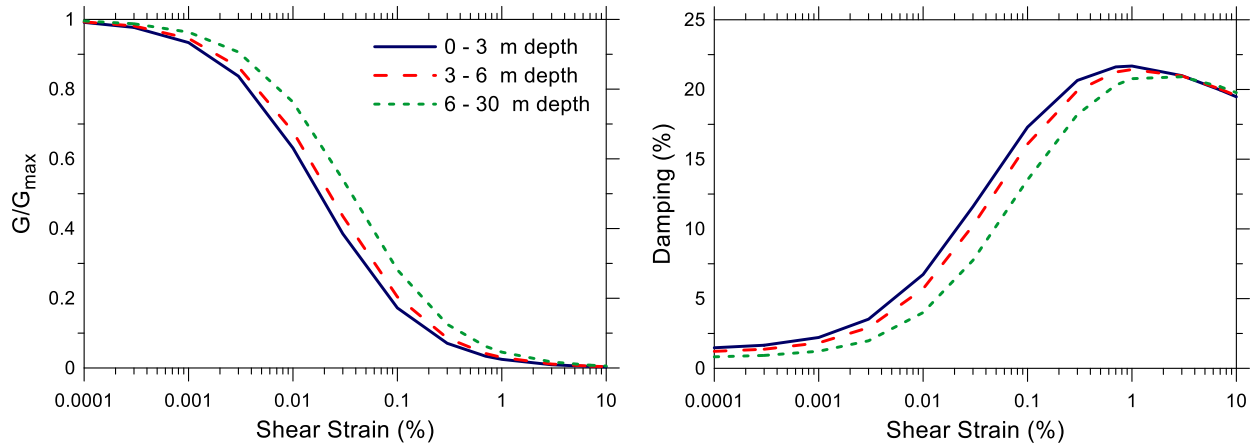 1
0.8
0.6
0.4
0.2
0
G/Gmax
0 - 3 m depth
3 - 6 m depth
6 - 30 m depth
0.0001 0.001 0.01 0.1 1 10
Shear Strain (%)
25
20
15
10
5
0
Damping (%)
0.0001 0.001 0.01 0.1 1 10
Shear Strain (%)